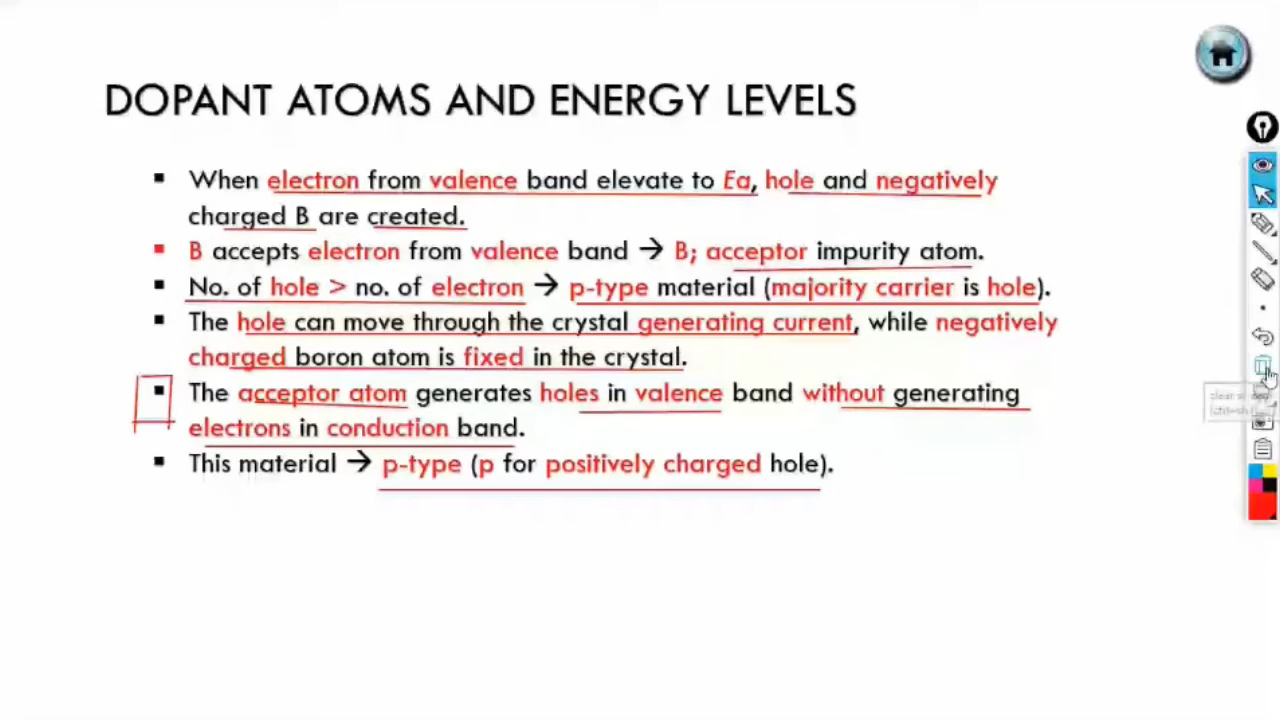 DOPANT ATOMS AND ENERGY LEVELS
▪ When electron from valence band elevate to Ea, hole and negatively
charged B are created.
▪ B accepts electron from valence band → B; acceptor impurity atom.
▪ No. of hole > no. of electron → p-type material (majority carrier is hole).
▪ The hole can move through the crystal generating current, while negatively
charged boron atom is fixed in the crystal.
▪ The acceptor atom generates holes in valence band without generating
electrons in conduction band.
▪ This material → p-type (p for positively charged hole).